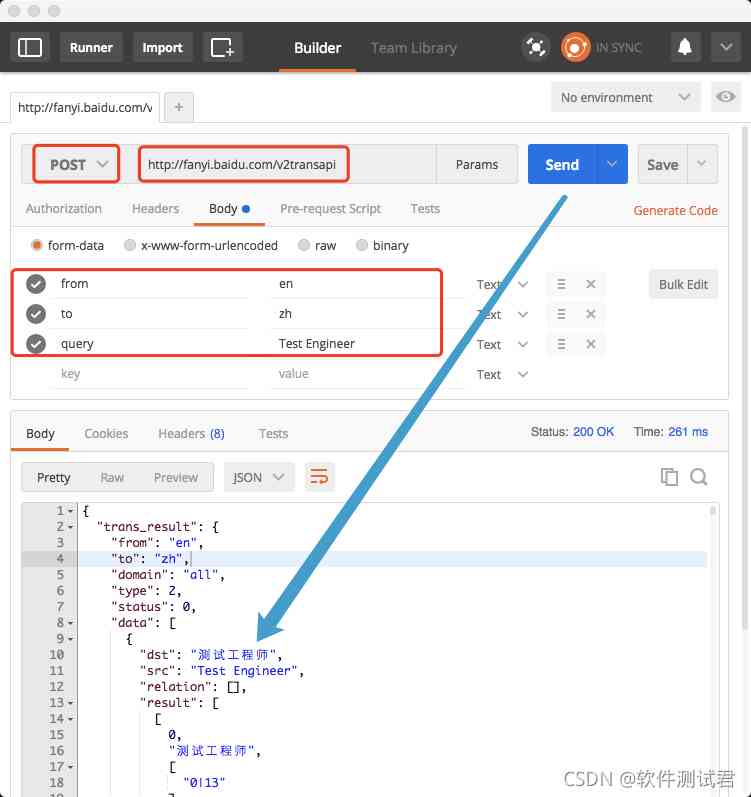 Runner Import Builder Team Library IN SYNC
http://fanyi.baidu.com/v + No environment
POST http://fanyi.baidu.com/v2transapi Params Send Save
Authorization Headers Body Pre-request Script Tests Generate Code
form-data x-www-form-urlencoded raw binary
from en Text Bulk Edit
to zh Text
query Test Engineer Text
key value Text
Body Cookies Headers (8) Tests Status: 200 OK Time: 261 ms
Pretty Raw Preview JSON
1 {
2 "trans_result": {
3 "from": "en",
4 "to": "zh",
5 "domain": "all",
6 "type": 2,
7 "status": 0,
8 "data": [
9 {
10 "dst": "测试工程师",
11 "src": "Test Engineer",
12 "relation": [],
13 "result": [
14 [
15 0,
16 "测试工程师",
17 [
18 "0|13"
CSDN @软件测试君